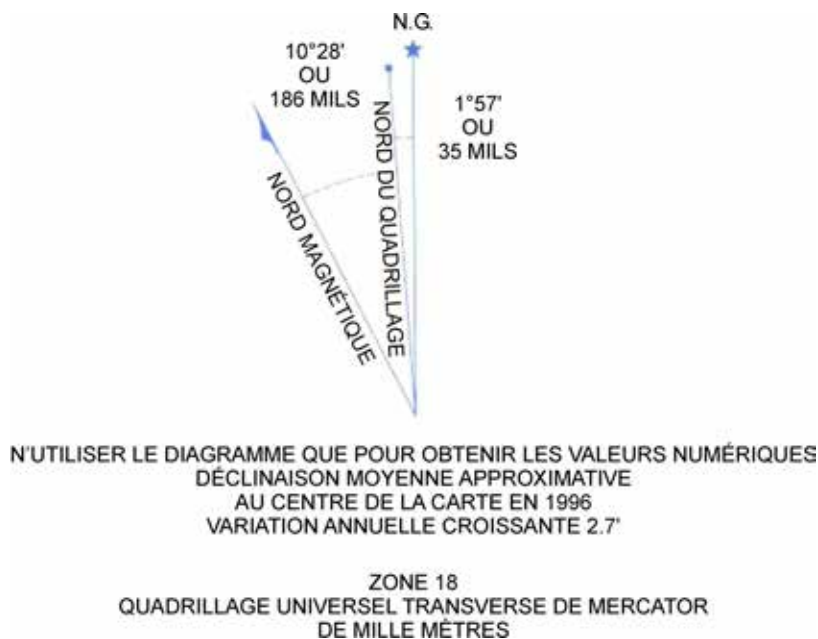 N.G.
10°28'
OU
186 MILS
1°57'
OU
35 MILS
NORD MAGNÉTIQUE
NORD DU QUADRILLAGE
N'UTILISER LE DIAGRAMME QUE POUR OBTENIR LES VALEURS NUMÉRIQUES
DÉCLINAISON MOYENNE APPROXIMATIVE
AU CENTRE DE LA CARTE EN 1996
VARIATION ANNUELLE CROISSANTE 2.7'
ZONE 18
QUADRILLAGE UNIVERSEL TRANSVERSE DE MERCATOR
DE MILLE MÈTRES